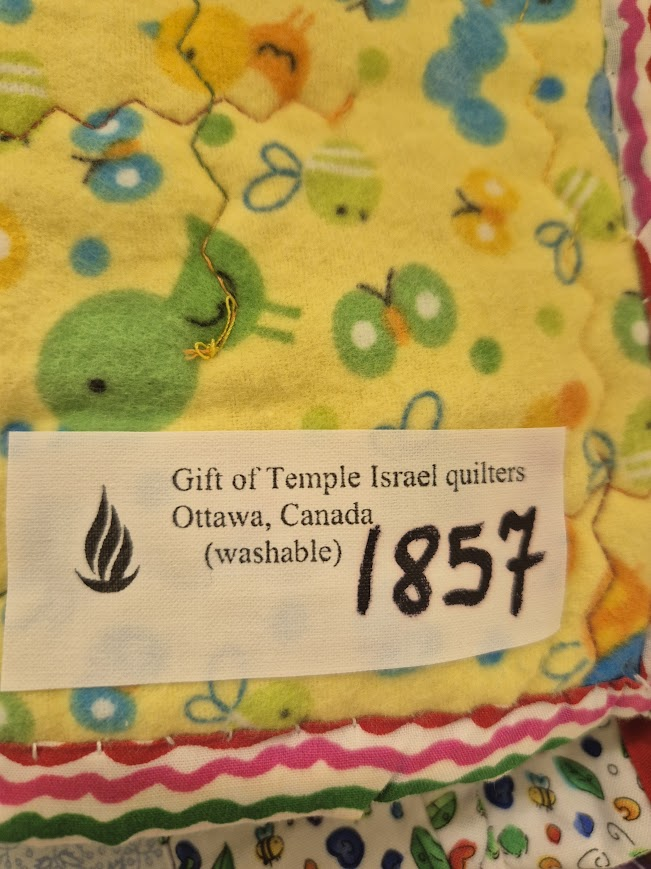 Gift of Temple Israel quilters
Ottawa, Canada
(washable) 1857